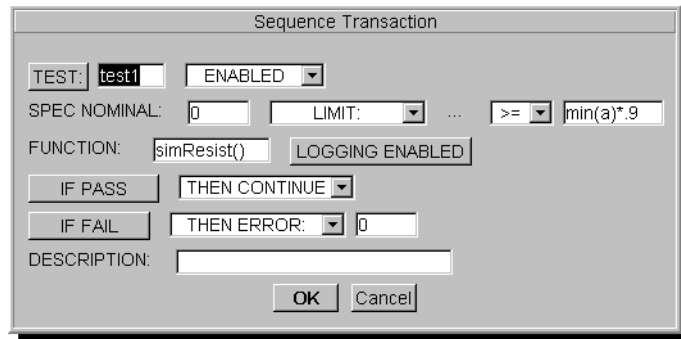 Sequence Transaction
TEST: test1 ENABLED
SPEC NOMINAL: 0 LIMIT: ... >= min(a)*.9
FUNCTION: simResist() LOGGING ENABLED
IF PASS THEN CONTINUE
IF FAIL THEN ERROR: 0
DESCRIPTION:
OK Cancel